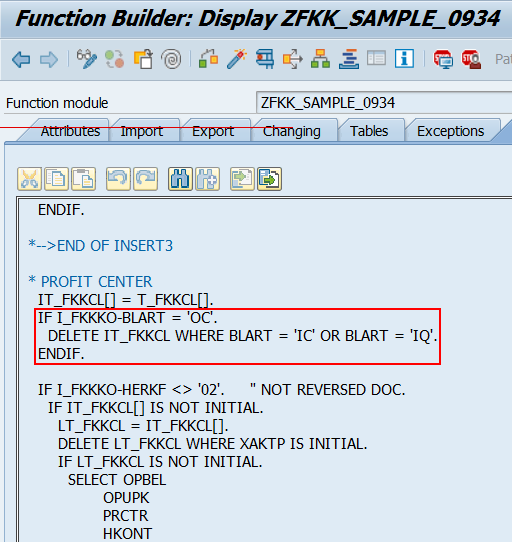 Function Builder: Display ZFKK_SAMPLE_0934
Pat
Function module ZFKK_SAMPLE_0934
Attributes Import Export Changing Tables Exceptions
ENDIF.
*-->END OF INSERT3
* PROFIT CENTER
IT_FKKCL[] = T_FKKCL[].
IF I_FKKKO-BLART = 'OC'.
DELETE IT_FKKCL WHERE BLART = 'IC' OR BLART = 'IQ'.
ENDIF.
IF I_FKKKO-HERKF <> '02'. " NOT REVERSED DOC.
IF IT_FKKCL[] IS NOT INITIAL.
LT_FKKCL = IT_FKKCL[].
DELETE LT_FKKCL WHERE XAKTP IS INITIAL.
IF LT_FKKCL IS NOT INITIAL.
SELECT OPBEL
OPUPK
PRCTR
HKONT